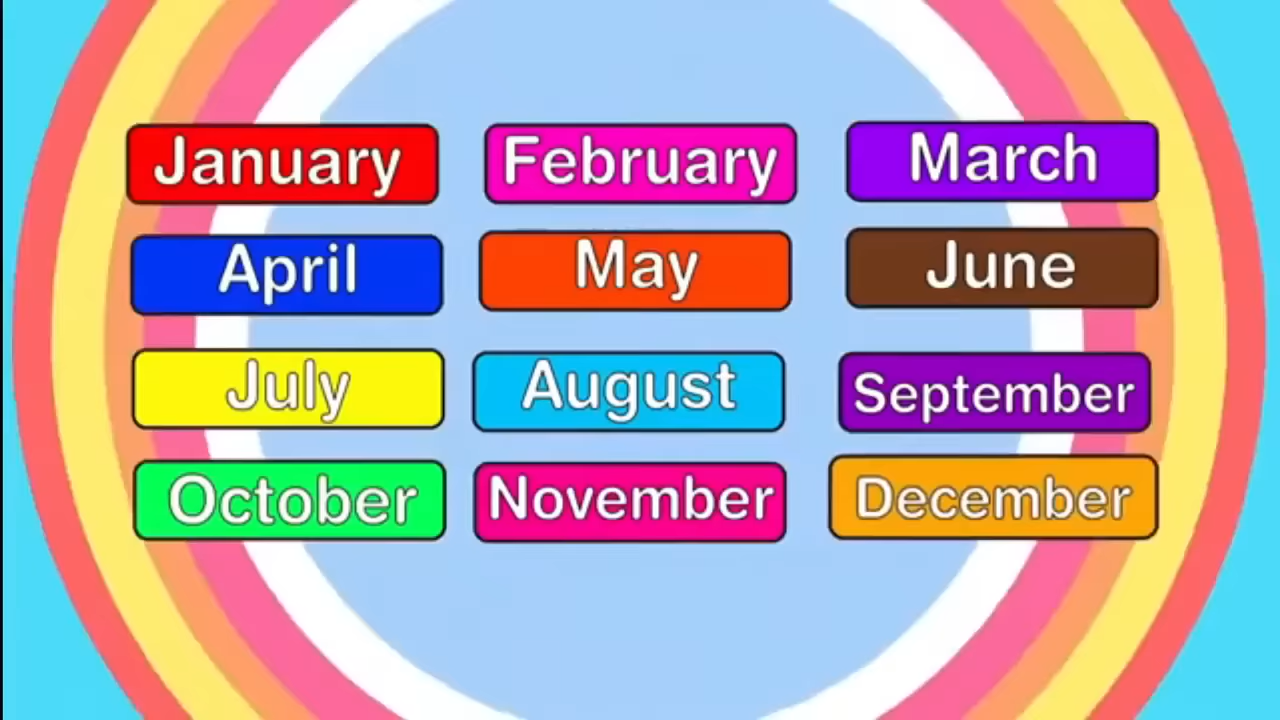 January February March
April May June
July August September
October November December